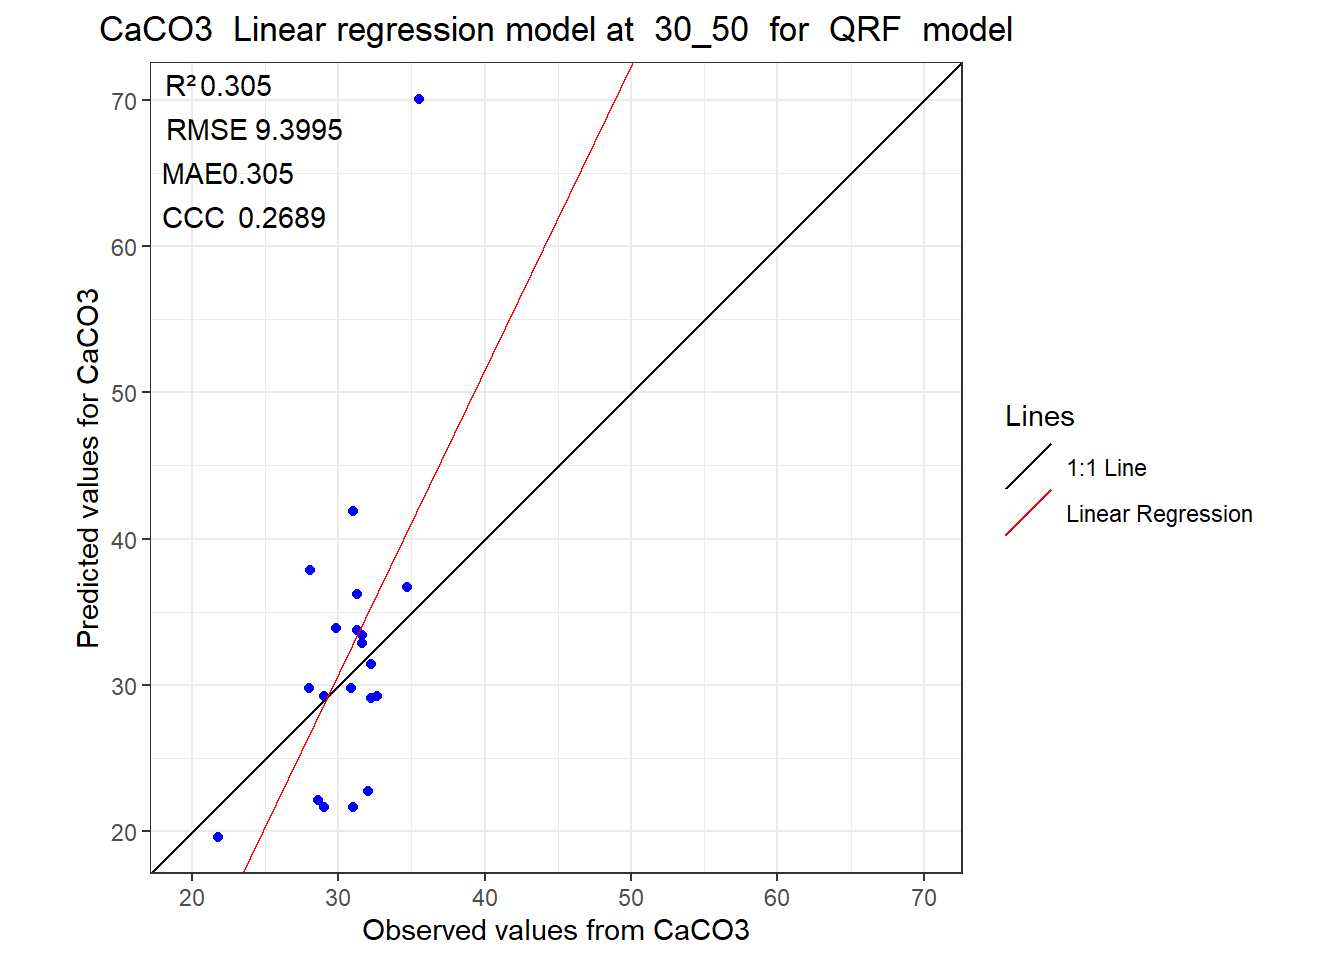 CaCO3  Linear regression model at  30_50  for  QRF  model
R² 0.305
RMSE 9.3995
MAE0.305
CCC  0.2689
70
60
50
40
30
20
Predicted values for CaCO3
20 30 40 50 60 70
Observed values from CaCO3
Lines
1:1 Line
Linear Regression